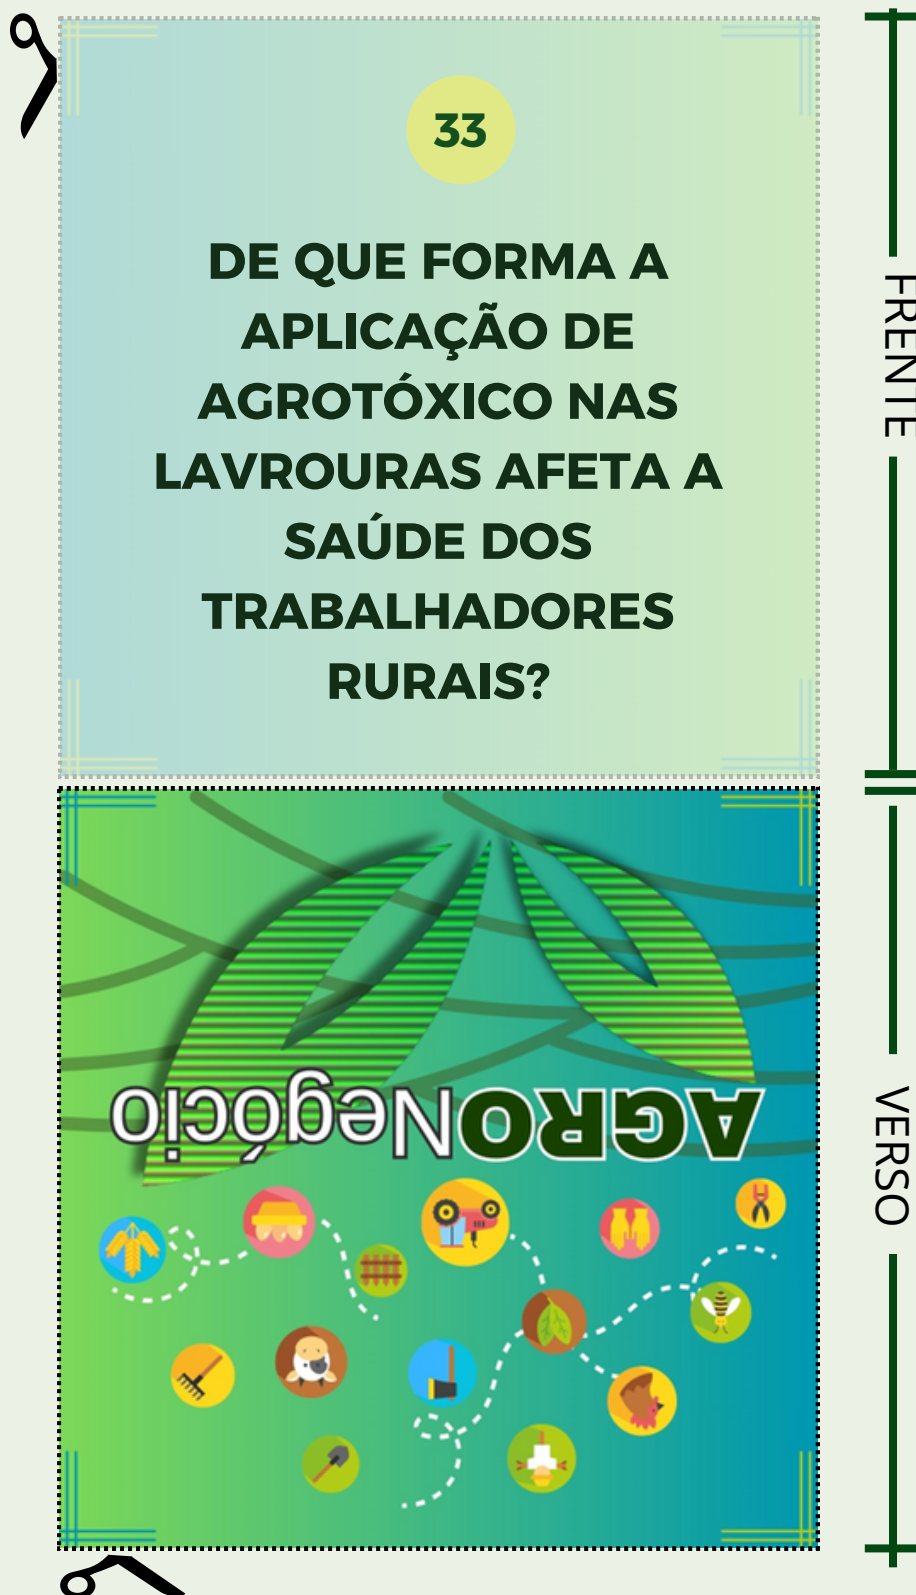 33
DE QUE FORMA A
APLICAÇÃO DE
AGROTÓXICO NAS
LAVROURAS AFETA A
SAÚDE DOS
TRABALHADORES
RURAIS?
FRENTE
AGRONegócio
VERSO